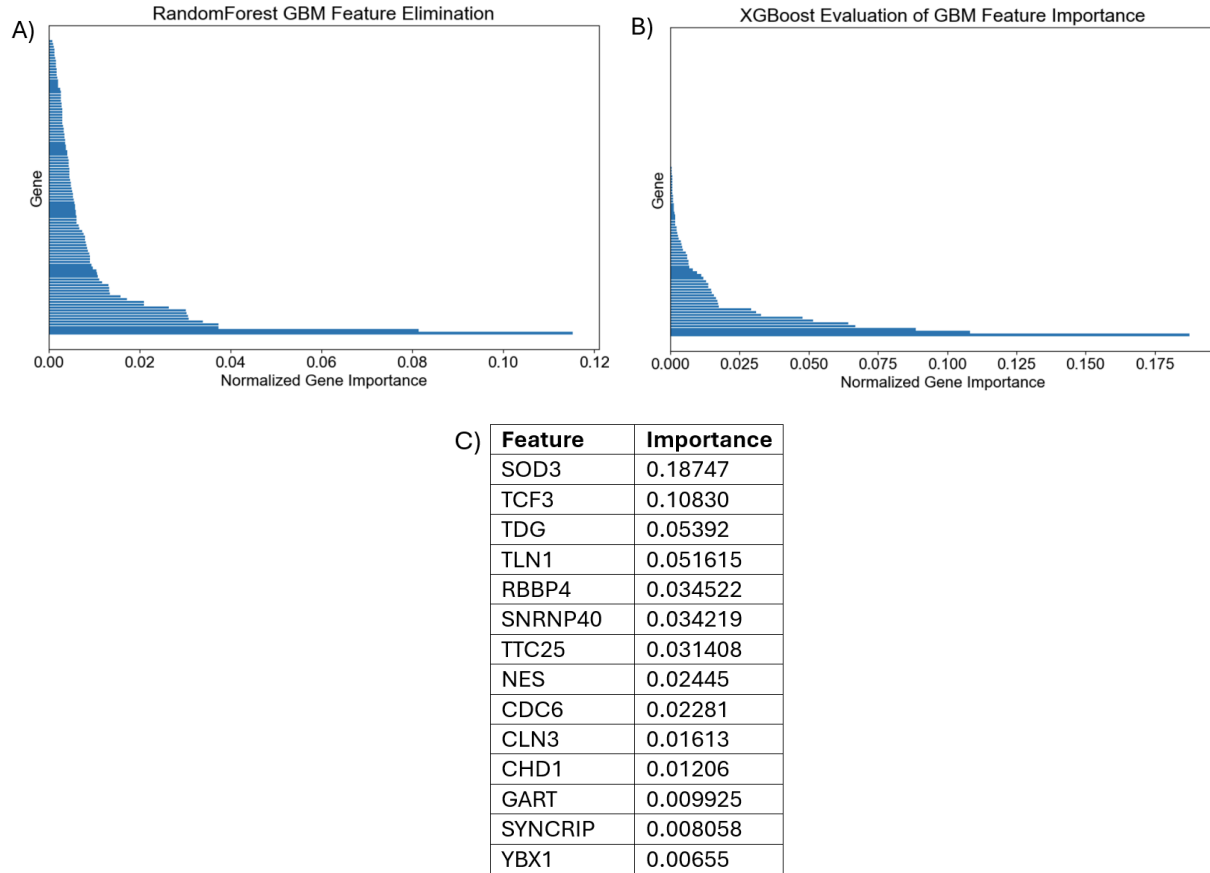 A)
RandomForest GBM Feature Elimination
Gene
0.00 0.02 0.04 0.06 0.08 0.10 0.12
Normalized Gene Importance
B)
XGBoost Evaluation of GBM Feature Importance
Gene
0.000 0.025 0.050 0.075 0.100 0.125 0.150 0.175
Normalized Gene Importance
C)
Feature Importance
SOD3 0.18747
TCF3 0.10830
TDG 0.05392
TLN1 0.051615
RBBP4 0.034522
SNRNP40 0.034219
TTC25 0.031408
NES 0.02445
CDC6 0.02281
CLN3 0.01613
CHD1 0.01206
GART 0.009925
SYNCRIP 0.008058
YBX1 0.00655